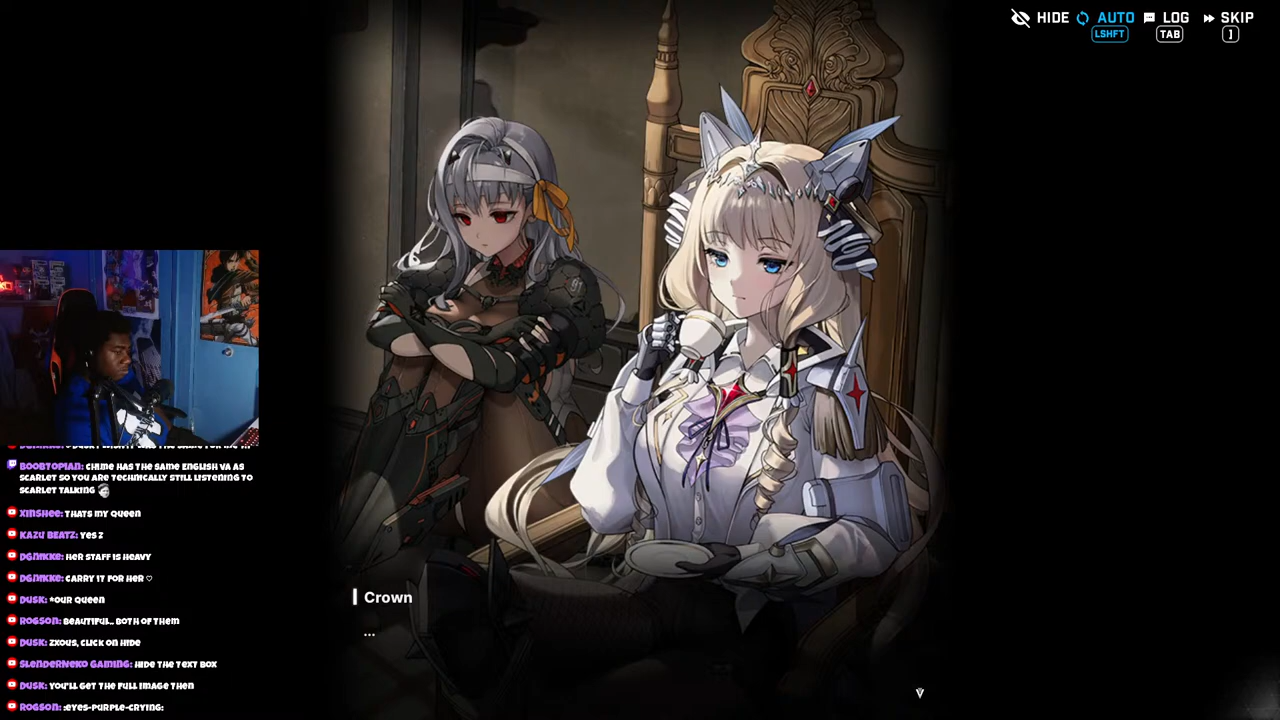 HIDE AUTO LOG SKIP
LSHFT TAB ]
BOOBTOPIAN: CHIME HAS THE SAME ENGLISH VA AS
SCARLET SO YOU ARE TECHNICALLY STILL LISTENING TO
SCARLET TALKING
XINSHEE: THATS MY QUEEN
KAZU BEATZ: YES Z
DGNIKKE: HER STAFF IS HEAVY
DGNIKKE: CARRY IT FOR HER ♡
DUSK: *OUR QUEEN
ROGSON: BEAUTIFUL.. BOTH OF THEM
DUSK: ZXOUS, CLICK ON HIDE
SLENDERNEKO GAMING: HIDE THE TEXT BOX
DUSK: YOU'LL GET THE FULL IMAGE THEN
ROGSON: :EYES-PURPLE-CRYING:
Crown
...